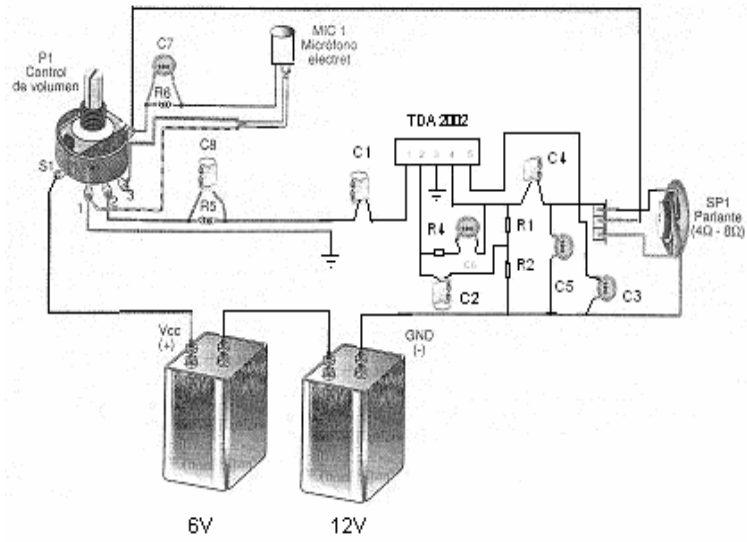 P1
Control
de volumen
C7
R6
MIC 1
Micrófono
electret
S1
1
2
3
C8
R5
C1
TDA 2002
1 2 3 4 5
C4
R4
C6
R1
R2
C2
C5
C3
SP1
Parlante
(4Ω - 8Ω)
Vcc
(+)
GND
(-)
6V
12V